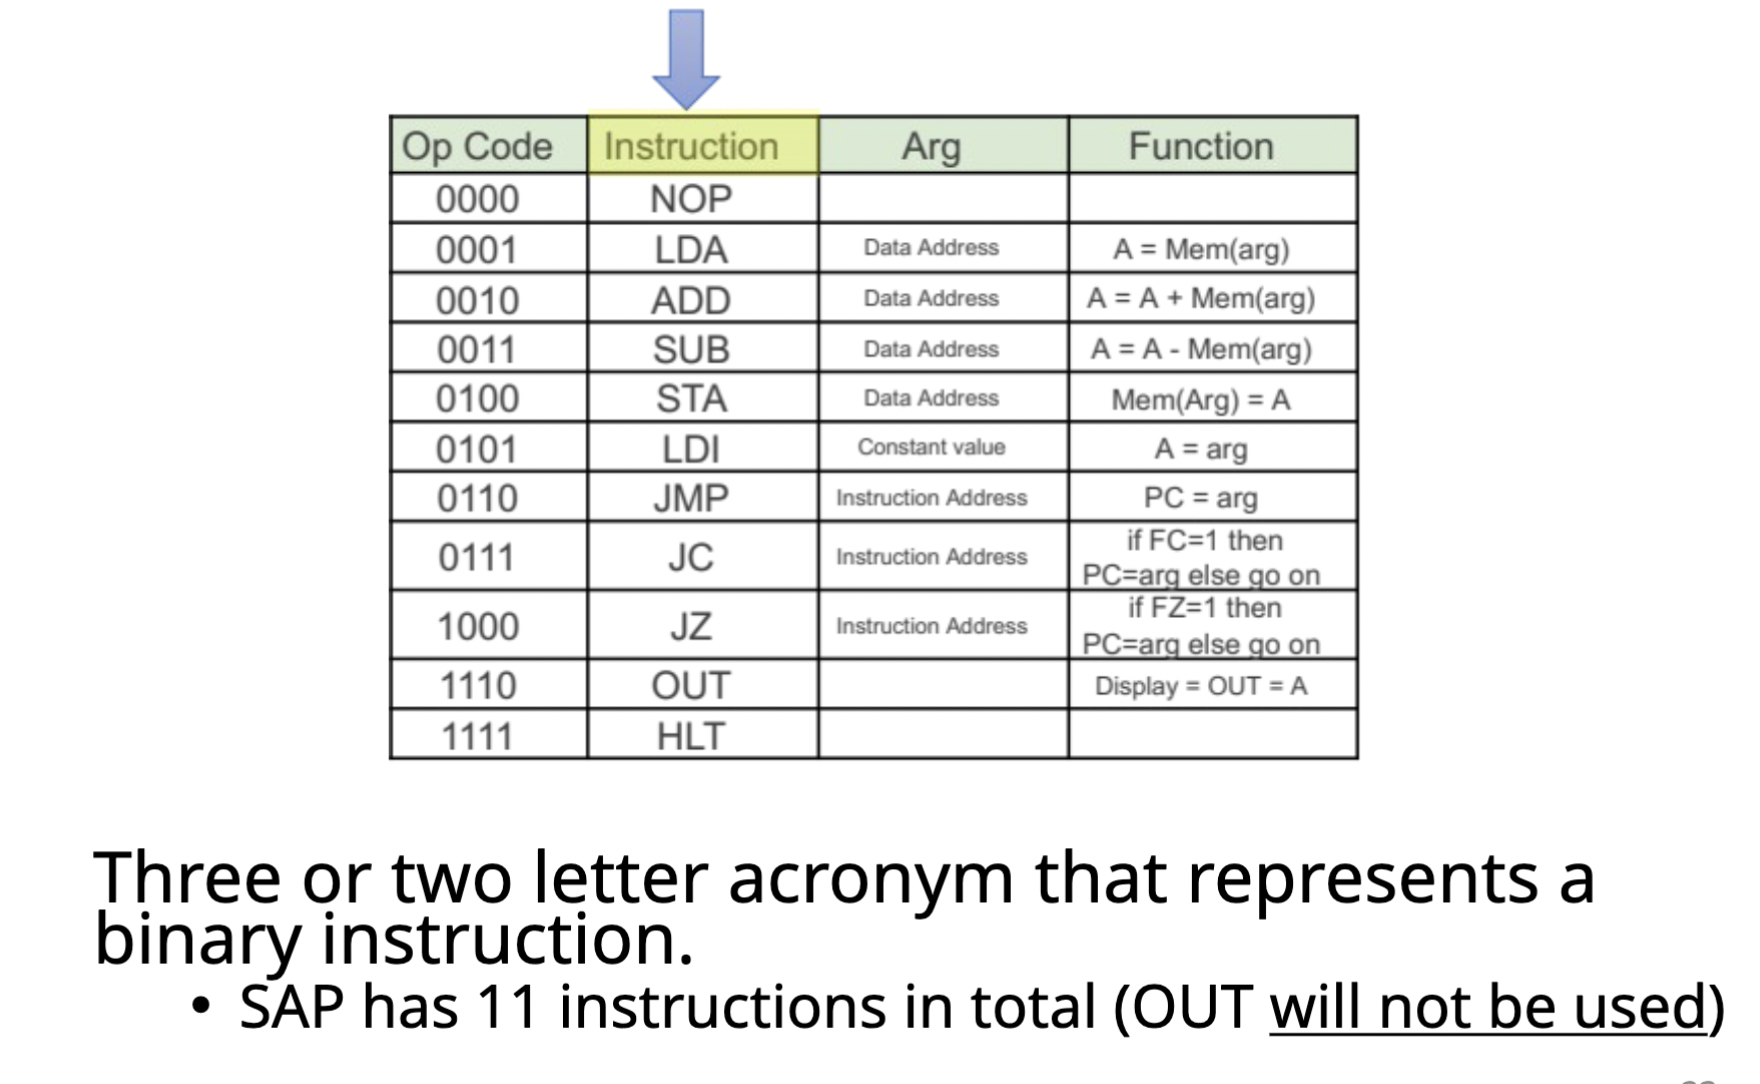 Op Code Instruction Arg Function
0000 NOP
0001 LDA Data Address A = Mem(arg)
0010 ADD Data Address A = A + Mem(arg)
0011 SUB Data Address A = A - Mem(arg)
0100 STA Data Address Mem(Arg) = A
0101 LDI Constant value A = arg
0110 JMP Instruction Address PC = arg
0111 JC Instruction Address if FC=1 then
PC=arg else go on
1000 JZ Instruction Address if FZ=1 then
PC=arg else go on
1110 OUT Display = OUT = A
1111 HLT
Three or two letter acronym that represents a
binary instruction.
• SAP has 11 instructions in total (OUT will not be used)